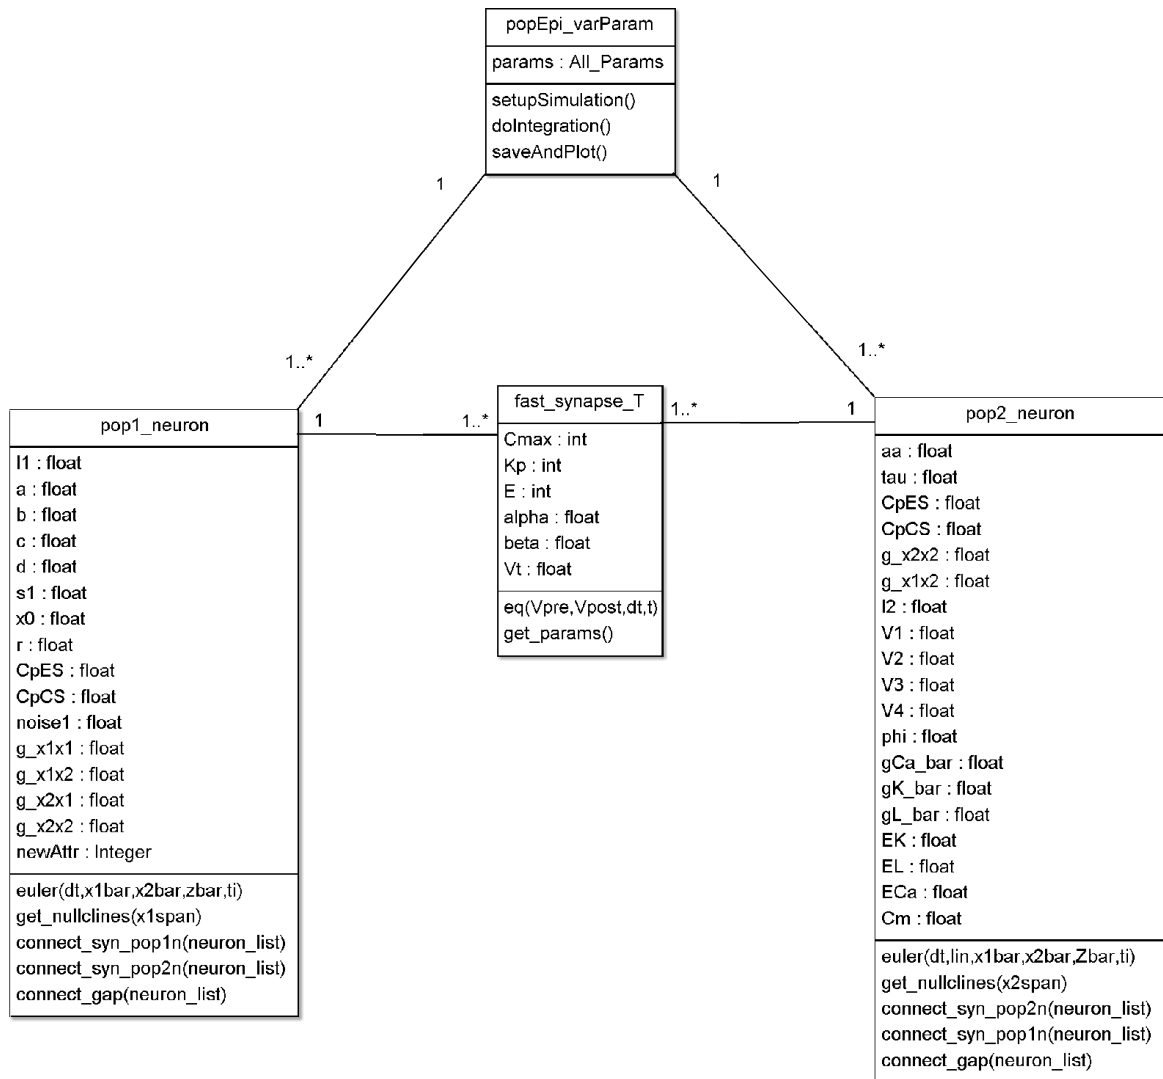 popEpi_varParam
params : All_Params
setupSimulation()
doIntegration()
saveAndPlot()
1
1
1..*
1..*
pop1_neuron
I1 : float
a : float
b : float
c : float
d : float
s1 : float
x0 : float
r : float
CpES : float
CpCS : float
noise1 : float
g_x1x1 : float
g_x1x2 : float
g_x2x1 : float
g_x2x2 : float
newAttr : Integer
euler(dt,x1bar,x2bar,zbar,ti)
get_nullclines(x1span)
connect_syn_pop1n(neuron_list)
connect_syn_pop2n(neuron_list)
connect_gap(neuron_list)
1
1..*
fast_synapse_T
Cmax : int
Kp : int
E : int
alpha : float
beta : float
Vt : float
eq(Vpre,Vpost,dt,t)
get_params()
1..*
1
pop2_neuron
aa : float
tau : float
CpES : float
CpCS : float
g_x2x2 : float
g_x1x2 : float
I2 : float
V1 : float
V2 : float
V3 : float
V4 : float
phi : float
gCa_bar : float
gK_bar : float
gL_bar : float
EK : float
EL : float
ECa : float
Cm : float
euler(dt,Iin,x1bar,x2bar,Zbar,ti)
get_nullclines(x2span)
connect_syn_pop2n(neuron_list)
connect_syn_pop1n(neuron_list)
connect_gap(neuron_list)